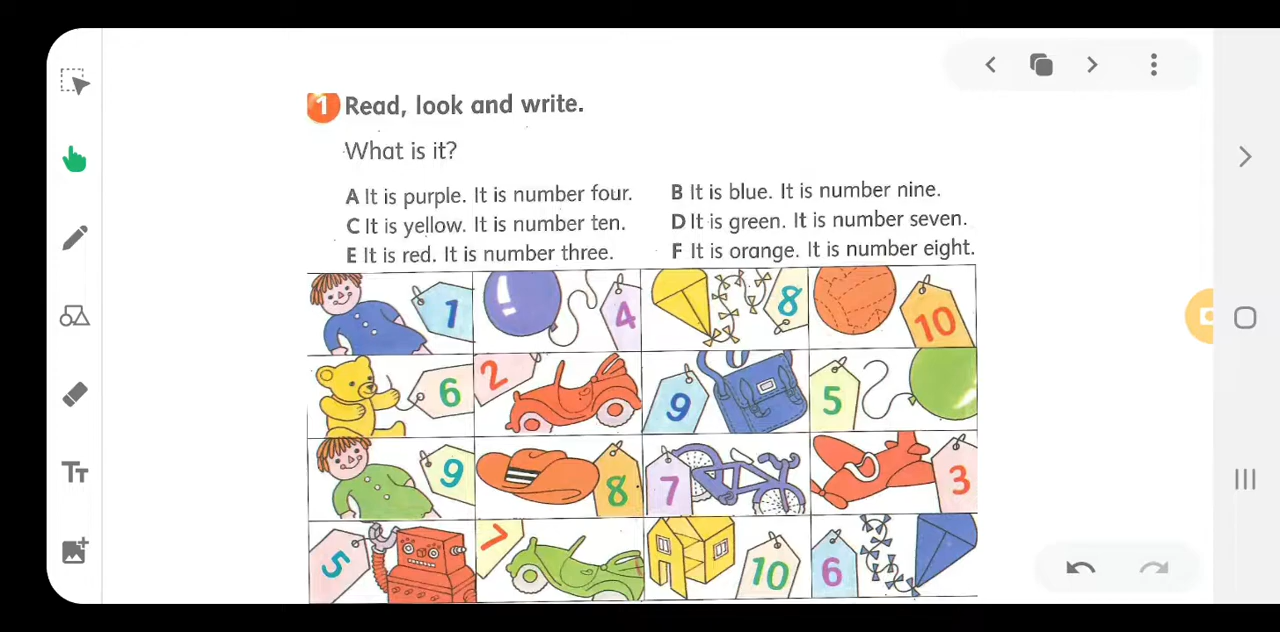 1 Read, look and write.
What is it?
A It is purple. It is number four. B It is blue. It is number nine.
C It is yellow. It is number ten. D It is green. It is number seven.
E It is red. It is number three. F It is orange. It is number eight.
1 4 8 10
6 2 9 5
9 8 7 3
5 7 10 6
TT